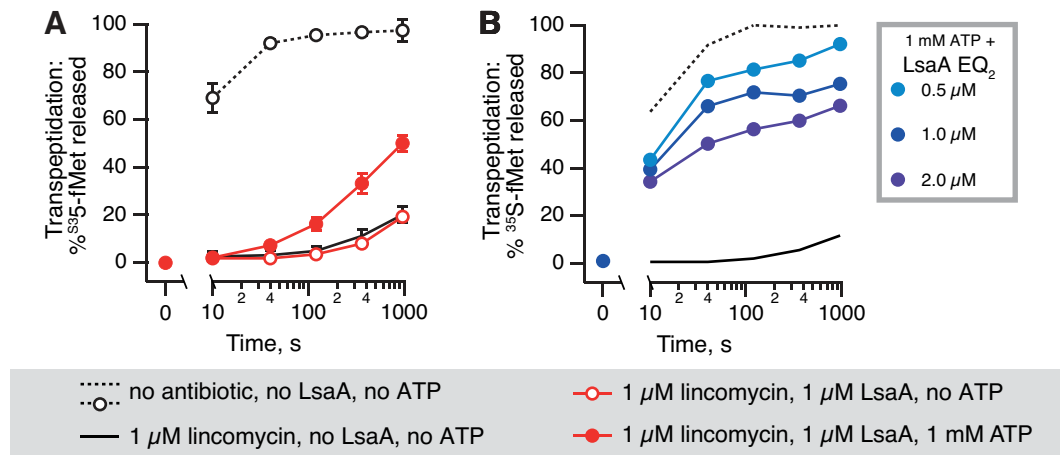 A
Transpeptidation:
%S35-fMet released
100
80
60
40
20
0
0
10
2
4
100
2
4
1000
Time, s
B
Transpeptidation:
% 35S-fMet released
100
80
60
40
20
0
0
10
2
4
100
2
4
1000
Time, s
1 mM ATP +
LsaA EQ2
0.5 µM
1.0 µM
2.0 µM
no antibiotic, no LsaA, no ATP
1 µM lincomycin, no LsaA, no ATP
1 µM lincomycin, 1 µM LsaA, no ATP
1 µM lincomycin, 1 µM LsaA, 1 mM ATP